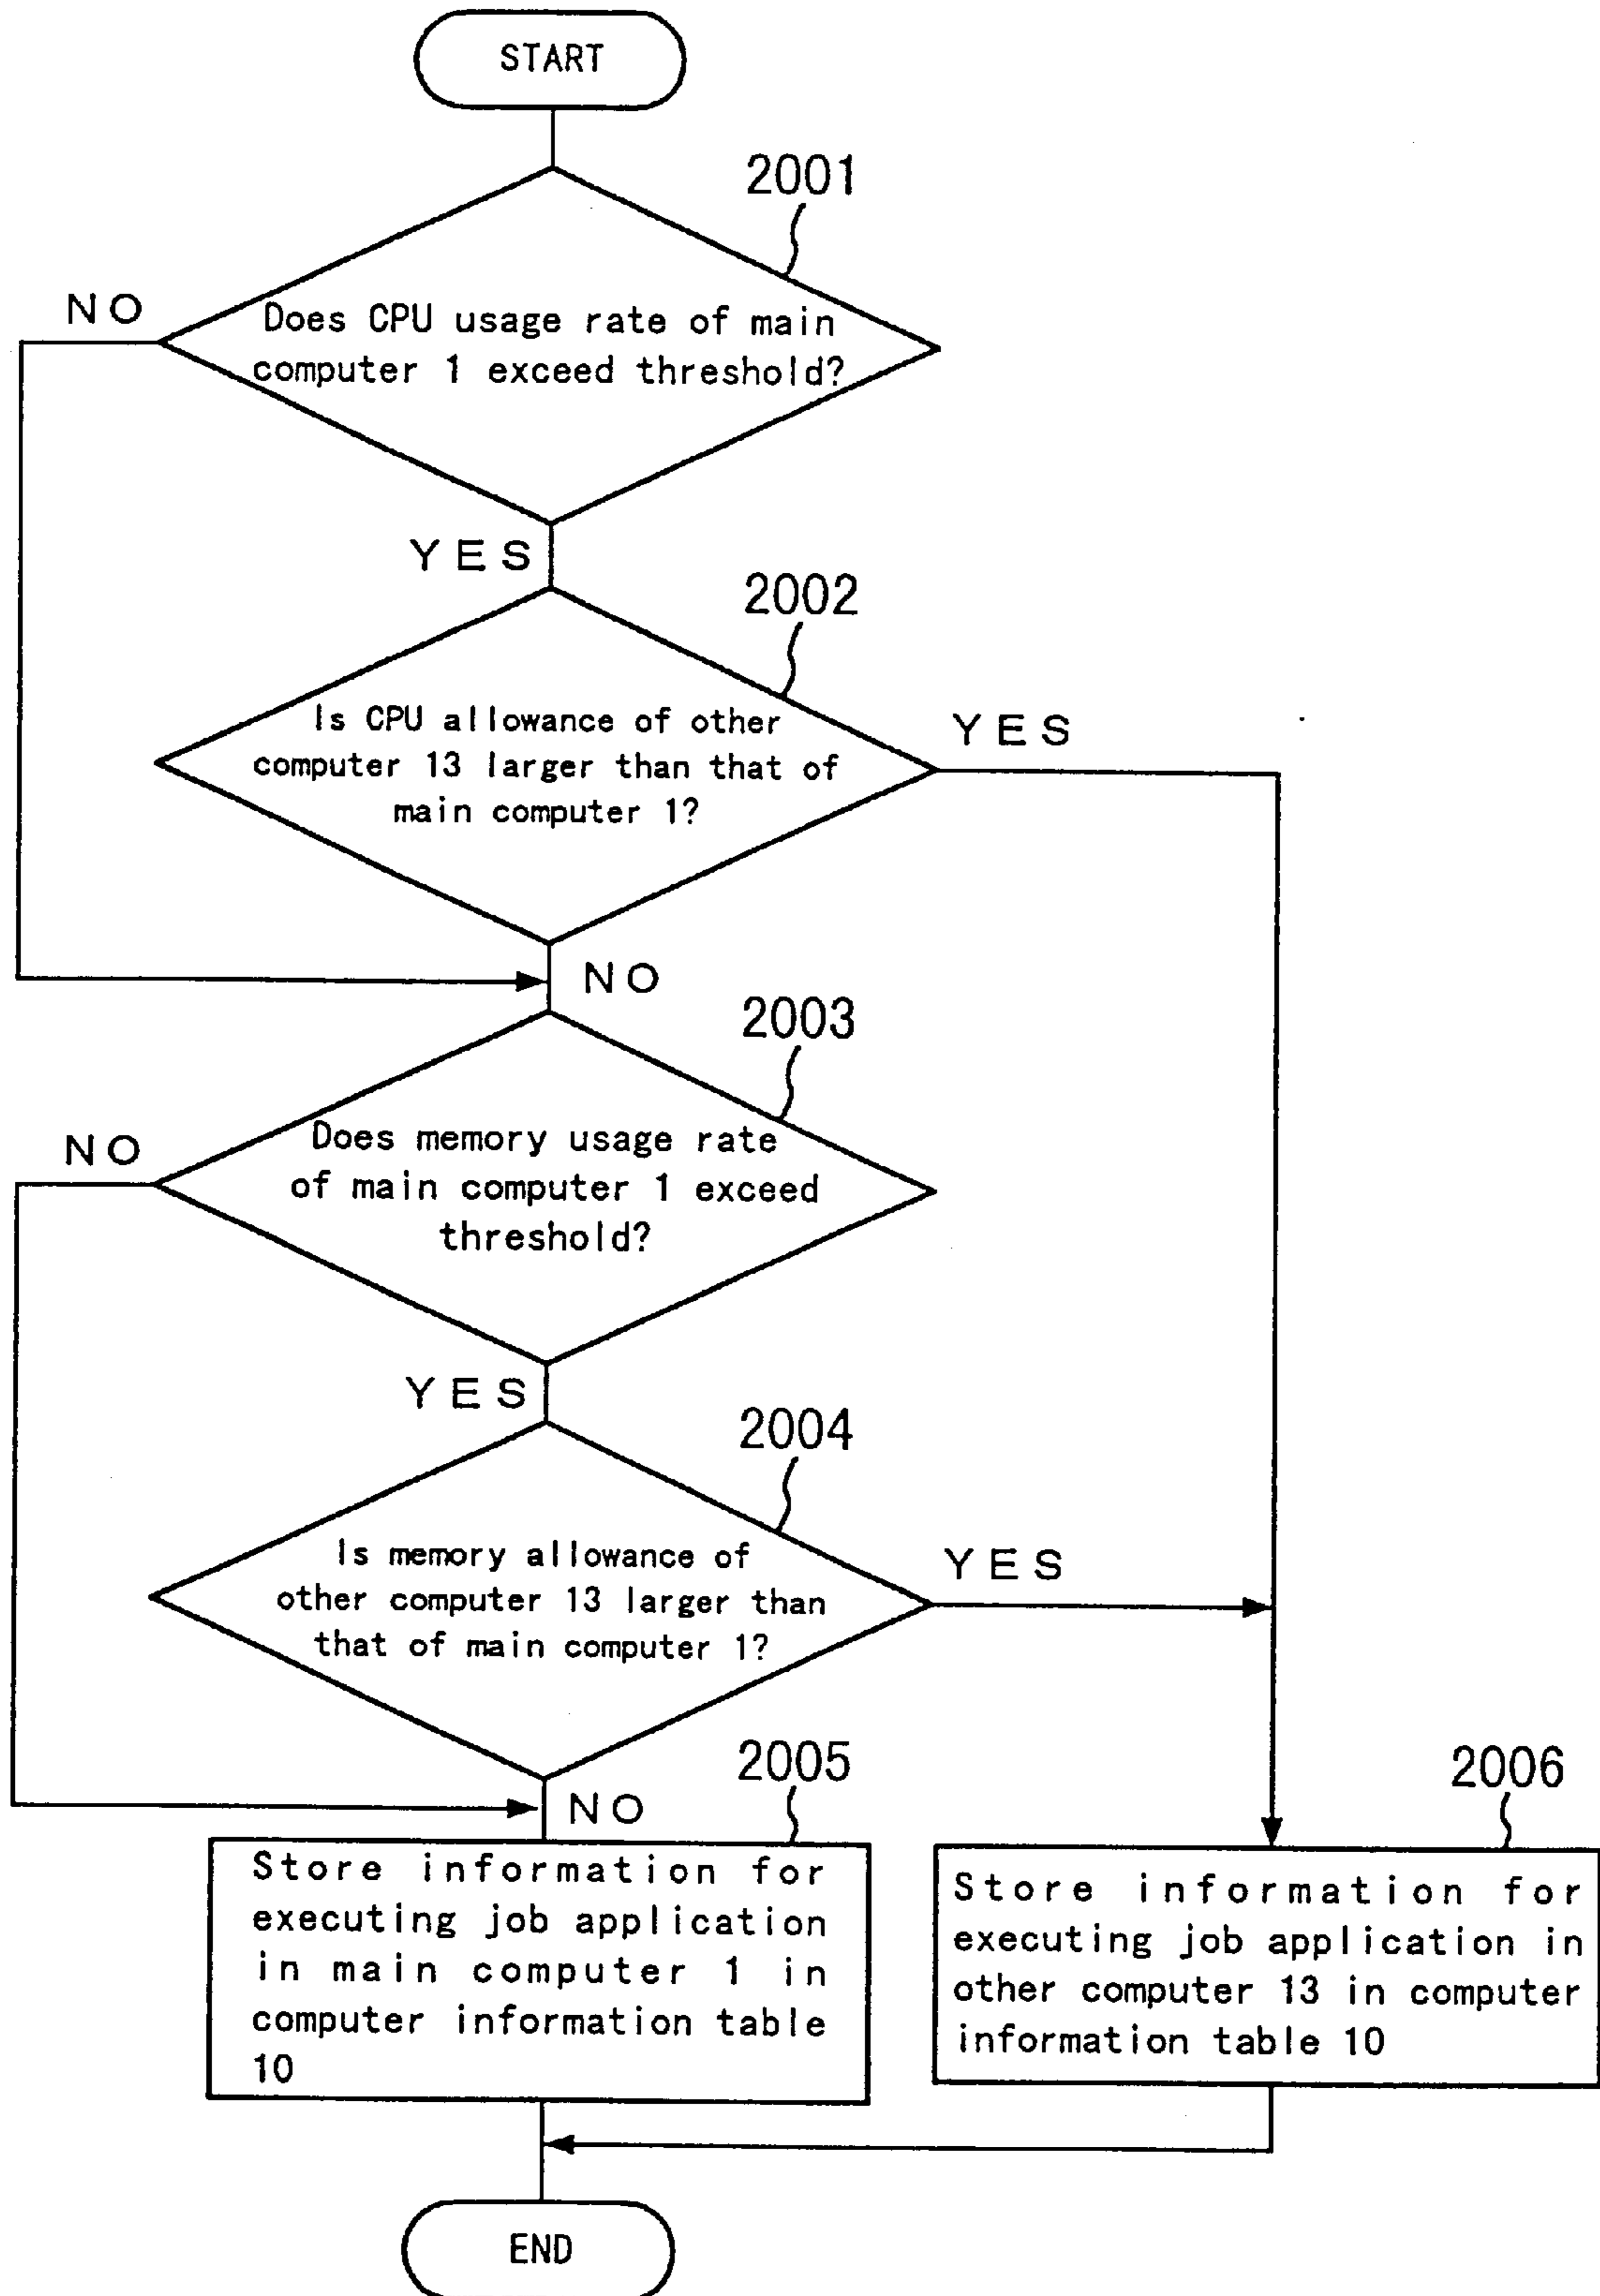 START
2001
NO
Does CPU usage rate of main
computer 1 exceed threshold?
YES
2002
Is CPU allowance of other
computer 13 larger than that of
main computer 1?
YES
NO
2003
NO
Does memory usage rate
of main computer 1 exceed
threshold?
YES
2004
Is memory allowance of
other computer 13 larger than
that of main computer 1?
YES
NO
2005
Store information for
executing job application
in main computer 1 in
computer information table
10
2006
Store information for
executing job application in
other computer 13 in computer
information table 10
END